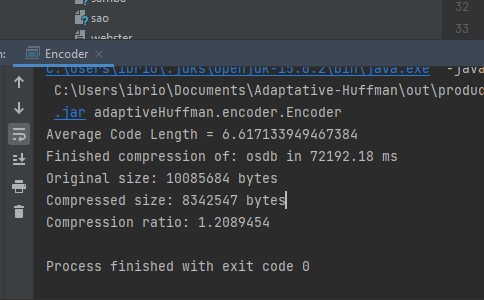 samba
32
sao
33
webster
n:
Encoder
C:\Users\ibrio\.jdks\openjdk-15.0.2\bin\java.exe
C:\Users\ibrio\Documents\Adaptative-Huffman\out\produc
.jar adaptiveHuffman.encoder.Encoder
Average Code Length = 6.617133949467384
Finished compression of: osdb in 72192.18 ms
Original size: 10085684 bytes
Compressed size: 8342547 bytes
Compression ratio: 1.2089454
Process finished with exit code 0